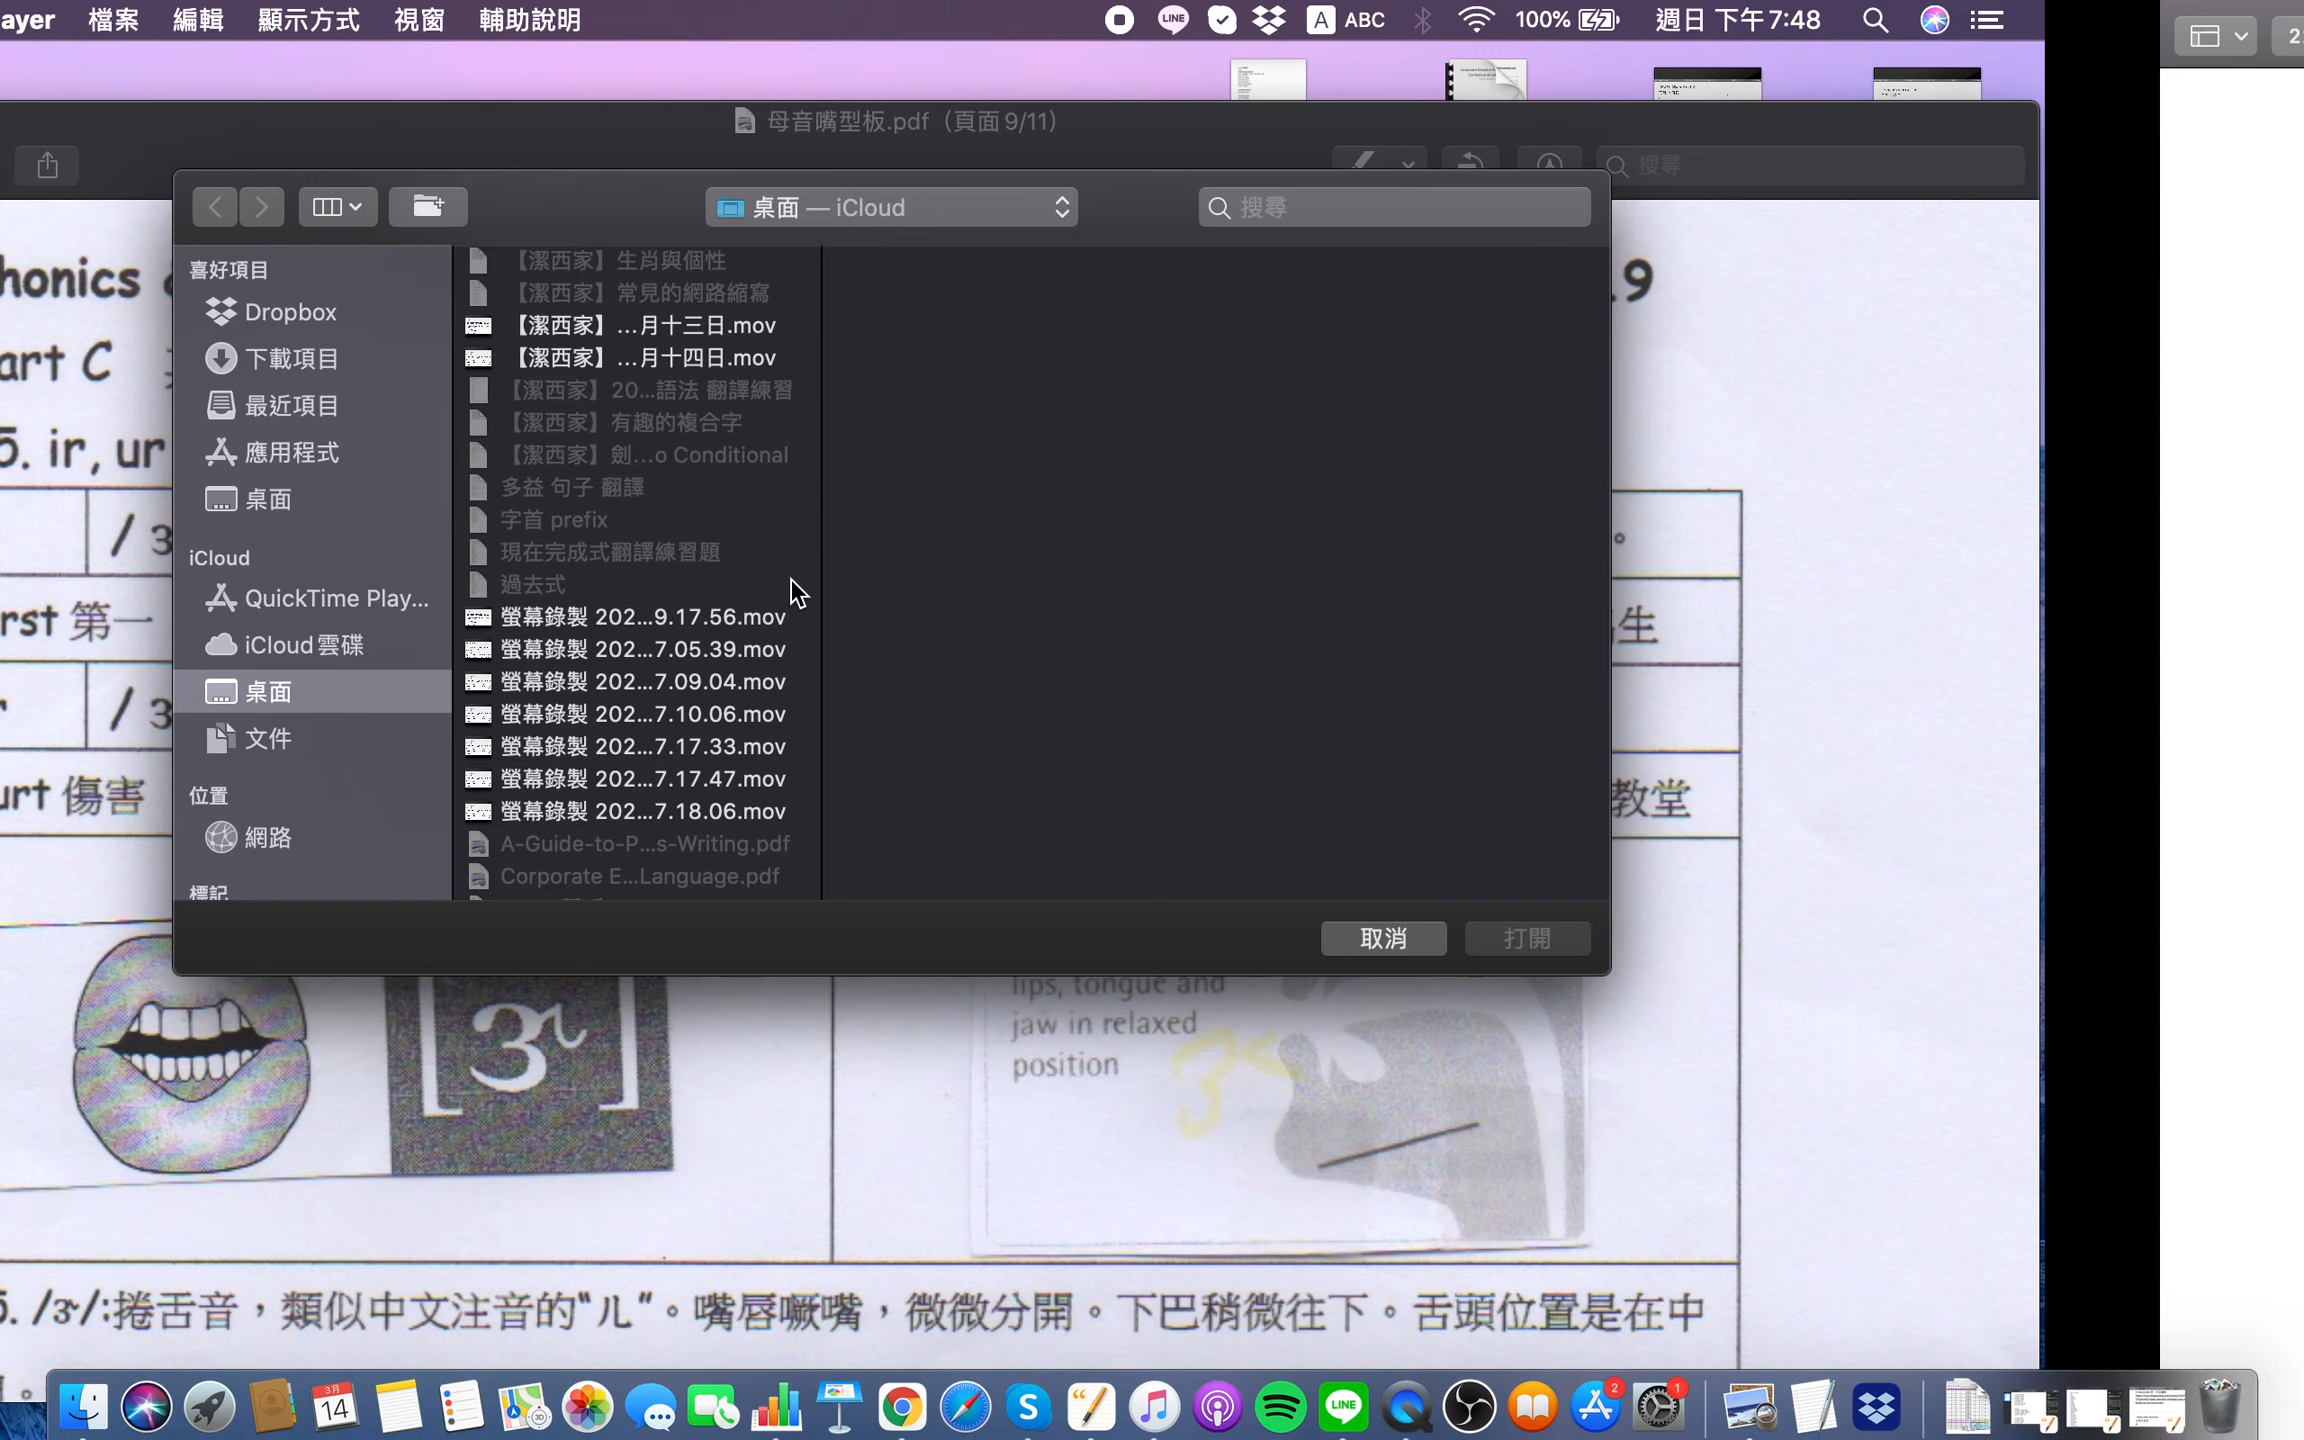 ayer 檔案 編輯 顯示方式 視窗 輔助說明 LINE A ABC 100% 週日 下午7:48
母音嘴型板.pdf（頁面 9/11）
搜尋
桌面 — iCloud
搜尋
喜好項目
Dropbox
下載項目
最近項目
應用程式
桌面
iCloud
QuickTime Play...
iCloud雲碟
桌面
文件
位置
網路
標記
【潔西家】生肖與個性
【潔西家】常見的網路縮寫
【潔西家】...月十三日.mov
【潔西家】...月十四日.mov
【潔西家】20...語法 翻譯練習
【潔西家】有趣的複合字
【潔西家】劍...o Conditional
多益 句子 翻譯
字首 prefix
現在完成式翻譯練習題
過去式
螢幕錄製 202...9.17.56.mov
螢幕錄製 202...7.05.39.mov
螢幕錄製 202...7.09.04.mov
螢幕錄製 202...7.10.06.mov
螢幕錄製 202...7.17.33.mov
螢幕錄製 202...7.17.47.mov
螢幕錄製 202...7.18.06.mov
A-Guide-to-P...s-Writing.pdf
Corporate E...Language.pdf
取消
打開
honics
.9
art C
5. ir, ur
/ ɜ
。
rst 第一
生
/ ɜ
urt 傷害
教堂
[ɝ]
lips, tongue and
jaw in relaxed
position
5. /ɝ/:捲舌音，類似中文注音的“ㄦ”。嘴唇噘嘴，微微分開。下巴稍微往下。舌頭位置是在中
。
3月
14
3D
LINE
2
1